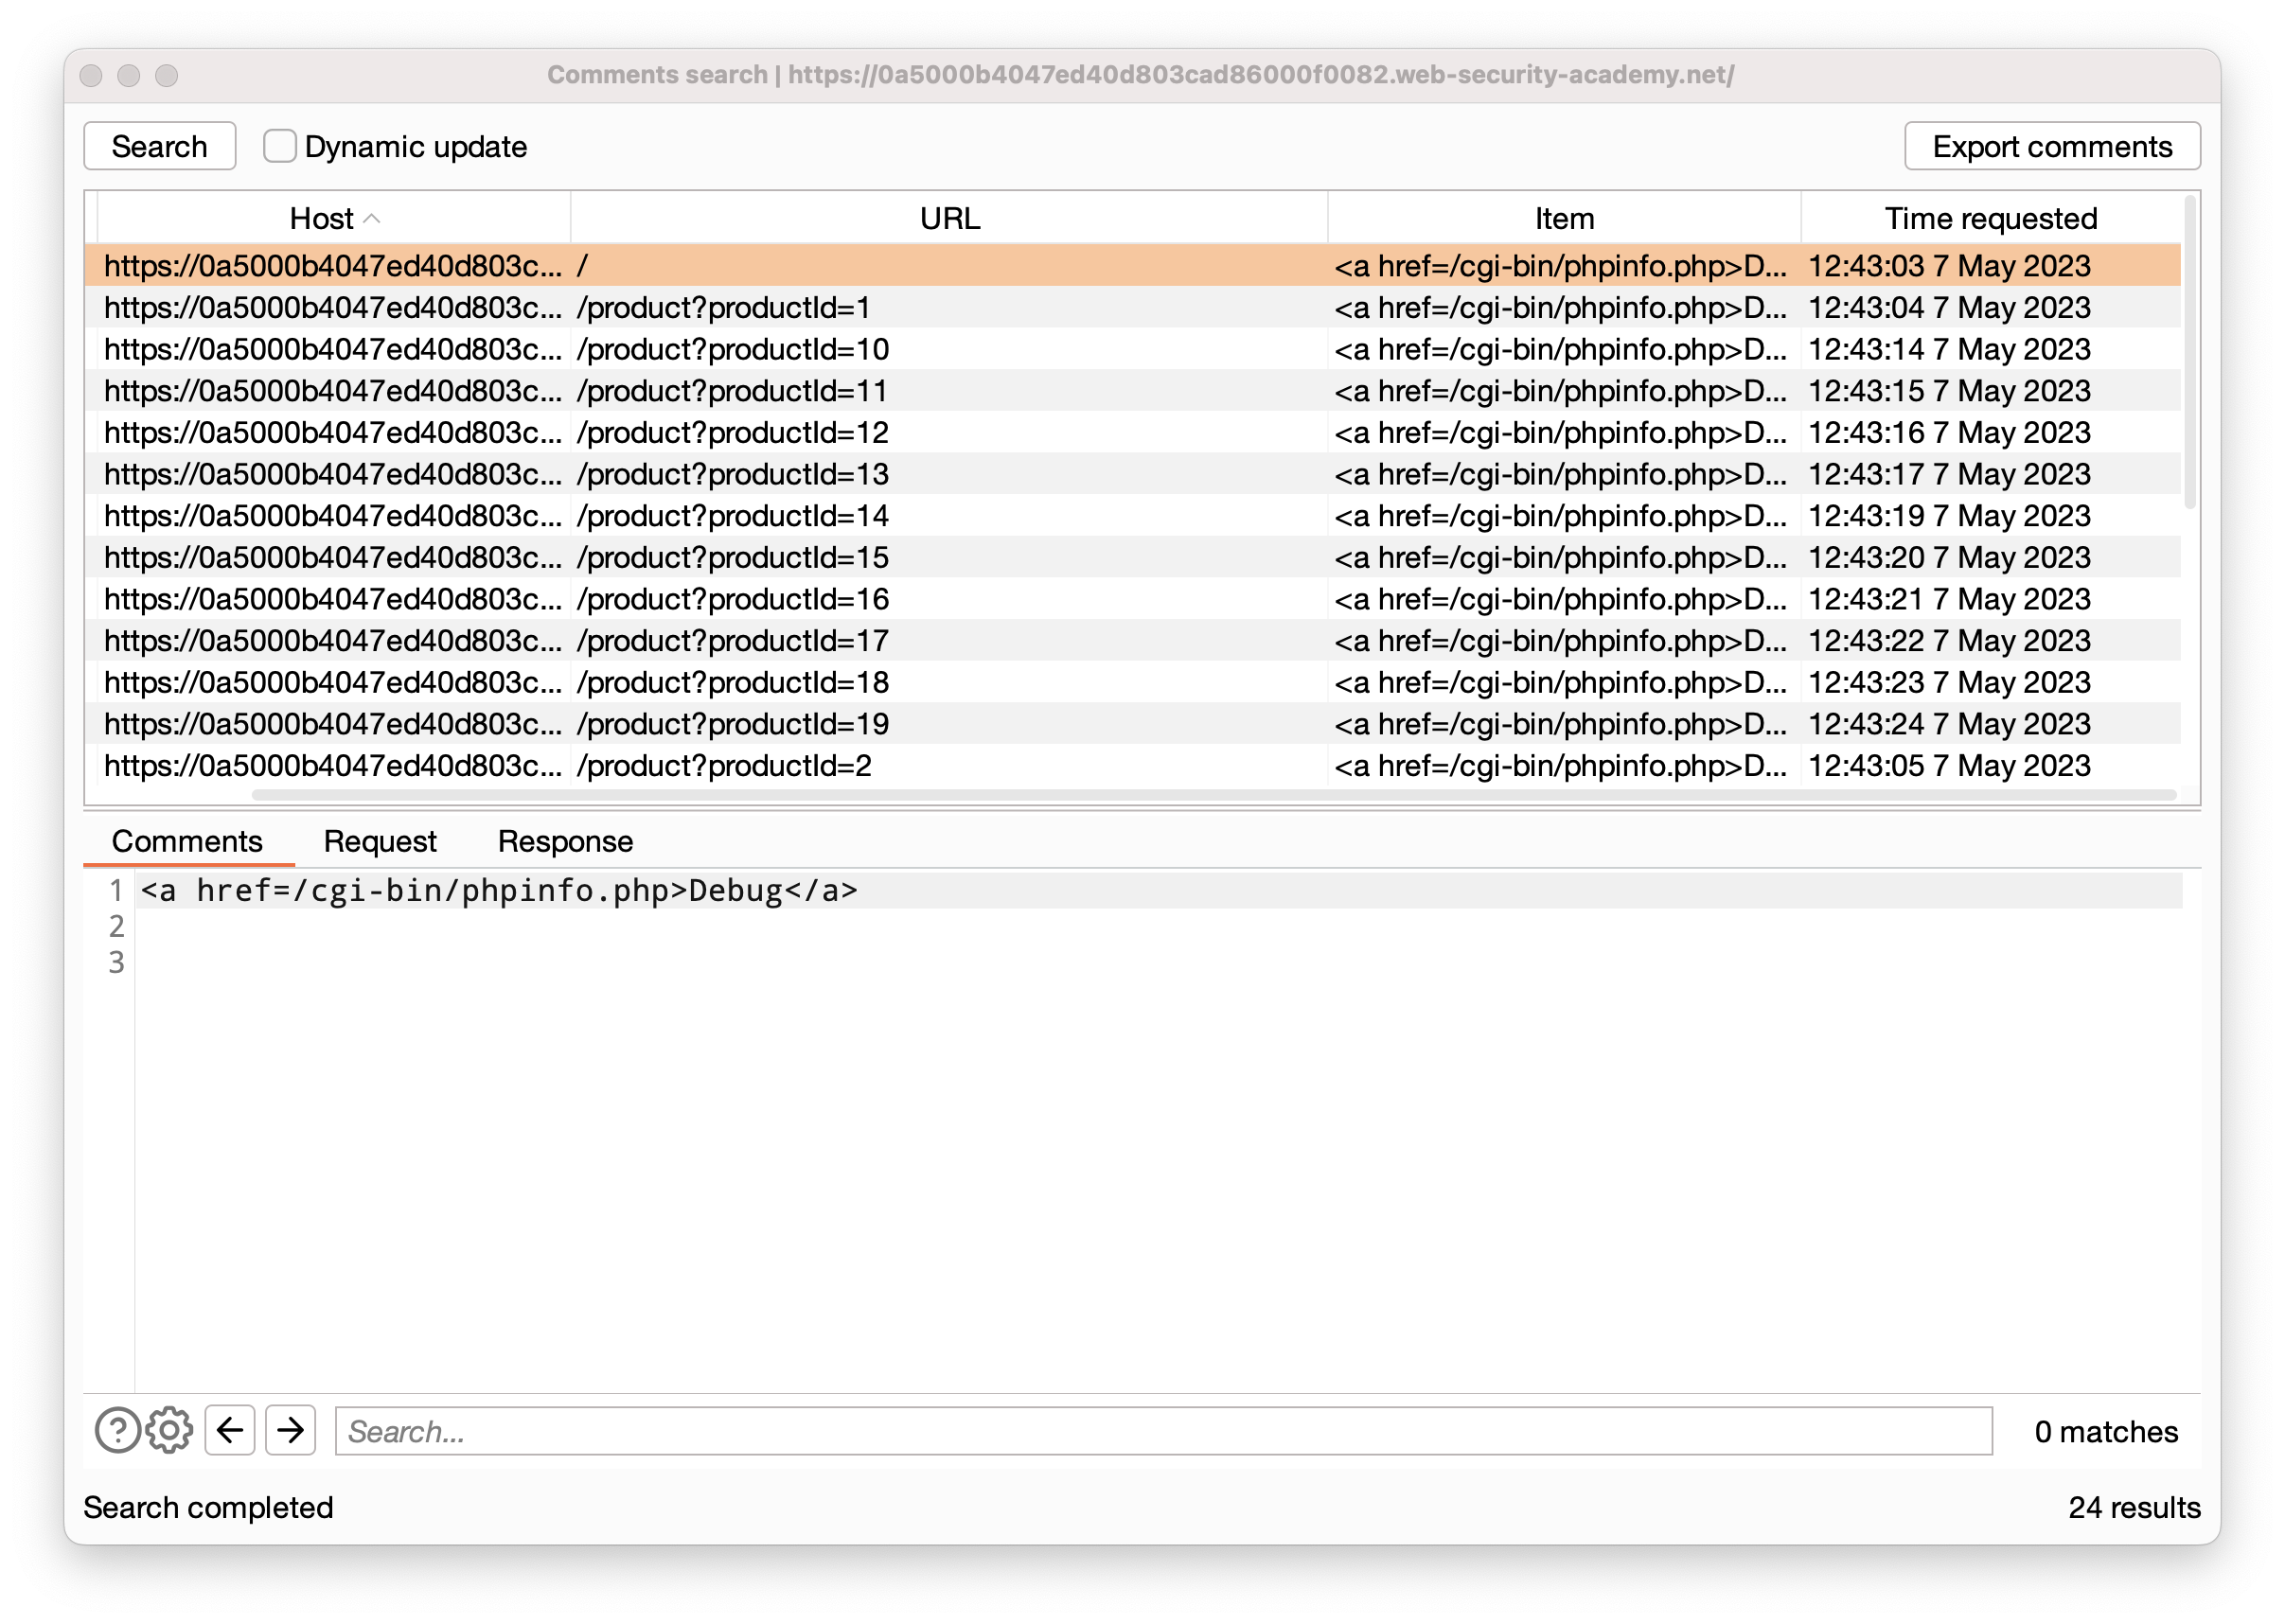 Comments search | https://0a5000b4047ed40d803cad86000f0082.web-security-academy.net/
Search Dynamic update Export comments
Host URL Item Time requested
https://0a5000b4047ed40d803c... / <a href=/cgi-bin/phpinfo.php>D... 12:43:03 7 May 2023
https://0a5000b4047ed40d803c... /product?productId=1 <a href=/cgi-bin/phpinfo.php>D... 12:43:04 7 May 2023
https://0a5000b4047ed40d803c... /product?productId=10 <a href=/cgi-bin/phpinfo.php>D... 12:43:14 7 May 2023
https://0a5000b4047ed40d803c... /product?productId=11 <a href=/cgi-bin/phpinfo.php>D... 12:43:15 7 May 2023
https://0a5000b4047ed40d803c... /product?productId=12 <a href=/cgi-bin/phpinfo.php>D... 12:43:16 7 May 2023
https://0a5000b4047ed40d803c... /product?productId=13 <a href=/cgi-bin/phpinfo.php>D... 12:43:17 7 May 2023
https://0a5000b4047ed40d803c... /product?productId=14 <a href=/cgi-bin/phpinfo.php>D... 12:43:19 7 May 2023
https://0a5000b4047ed40d803c... /product?productId=15 <a href=/cgi-bin/phpinfo.php>D... 12:43:20 7 May 2023
https://0a5000b4047ed40d803c... /product?productId=16 <a href=/cgi-bin/phpinfo.php>D... 12:43:21 7 May 2023
https://0a5000b4047ed40d803c... /product?productId=17 <a href=/cgi-bin/phpinfo.php>D... 12:43:22 7 May 2023
https://0a5000b4047ed40d803c... /product?productId=18 <a href=/cgi-bin/phpinfo.php>D... 12:43:23 7 May 2023
https://0a5000b4047ed40d803c... /product?productId=19 <a href=/cgi-bin/phpinfo.php>D... 12:43:24 7 May 2023
https://0a5000b4047ed40d803c... /product?productId=2 <a href=/cgi-bin/phpinfo.php>D... 12:43:05 7 May 2023
Comments Request Response
1 <a href=/cgi-bin/phpinfo.php>Debug</a>
2
3
? Search... 0 matches
Search completed 24 results